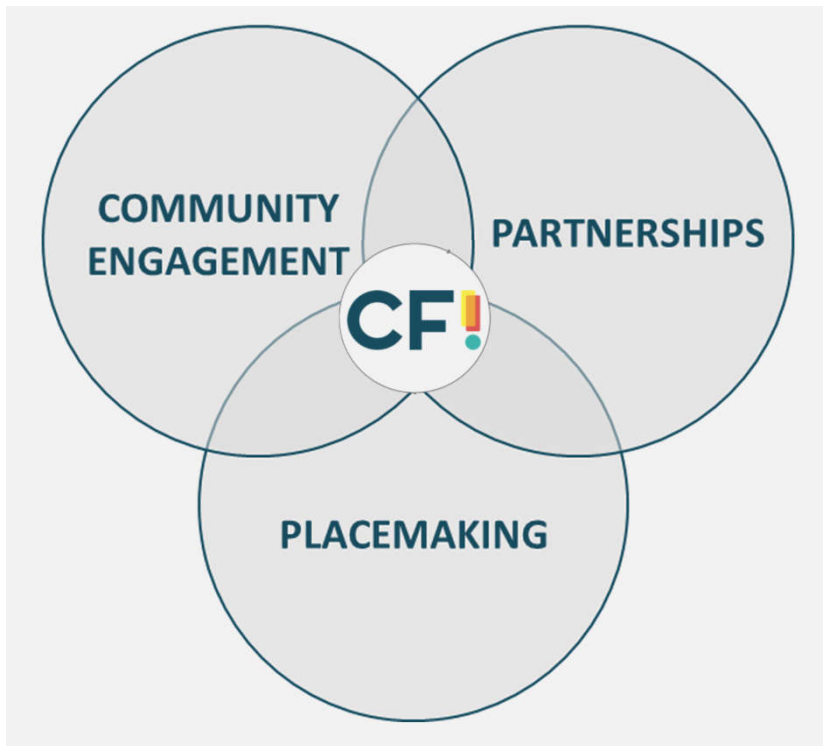 COMMUNITY
ENGAGEMENT
PARTNERSHIPS
CF!
PLACEMAKING